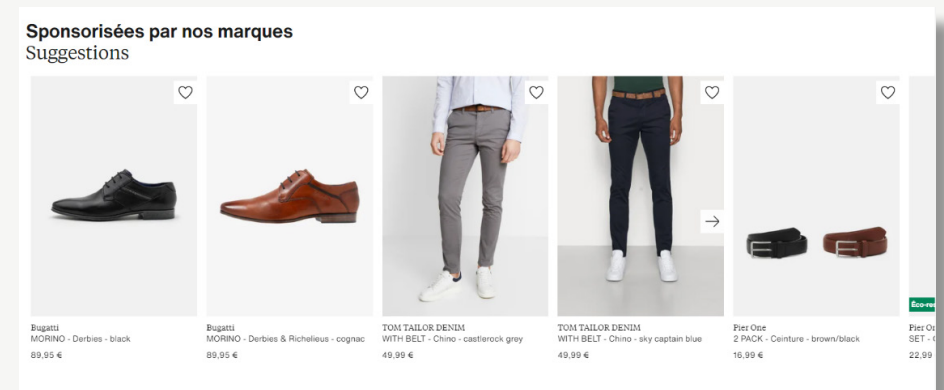 Sponsorisées par nos marques
Suggestions
Bugatti
MORINO - Derbies - black
89,95 €
Bugatti
MORINO - Derbies & Richelieus - cognac
89,95 €
TOM TAILOR DENIM
WITH BELT - Chino - castlerock grey
49,99 €
TOM TAILOR DENIM
WITH BELT - Chino - sky captain blue
49,99 €
Pier One
2 PACK - Ceinture - brown/black
16,99 €
Éco-res
Pier On
SET - C
22,99